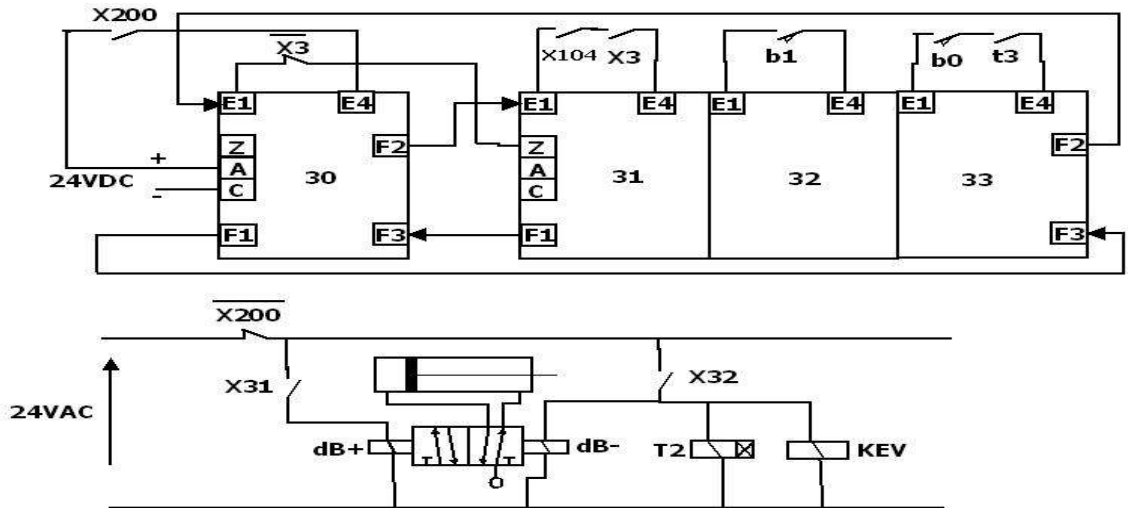 X200
X3
X104 X3
b1
b0 t3
E1 E4 E1 E4 E1 E4 E1 E4
Z F2 Z F2
+ A A
24VDC 30 31 32 33
- C C
F1 F3 F1 F3
X200
X31 X32
24VAC
dB+ T T dB- T2 KEV